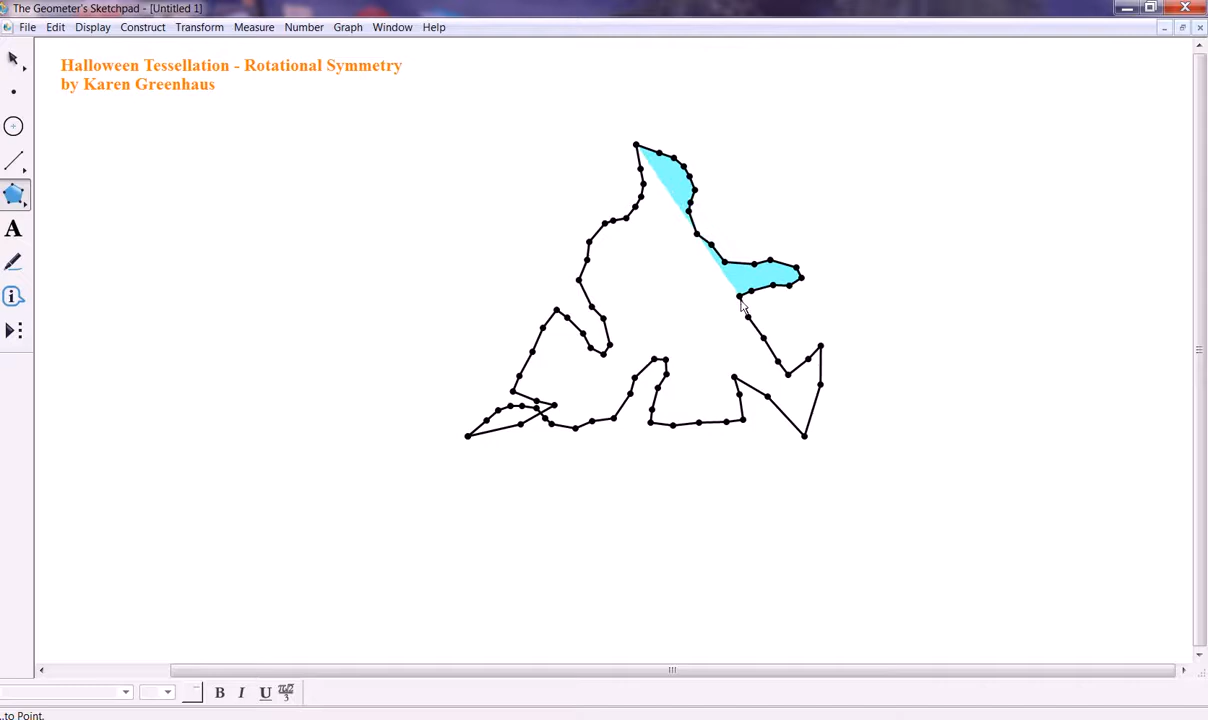 The Geometer's Sketchpad - [Untitled 1]
File Edit Display Construct Transform Measure Number Graph Window Help
Halloween Tessellation - Rotational Symmetry
by Karen Greenhaus
A
B I U
..to Point.